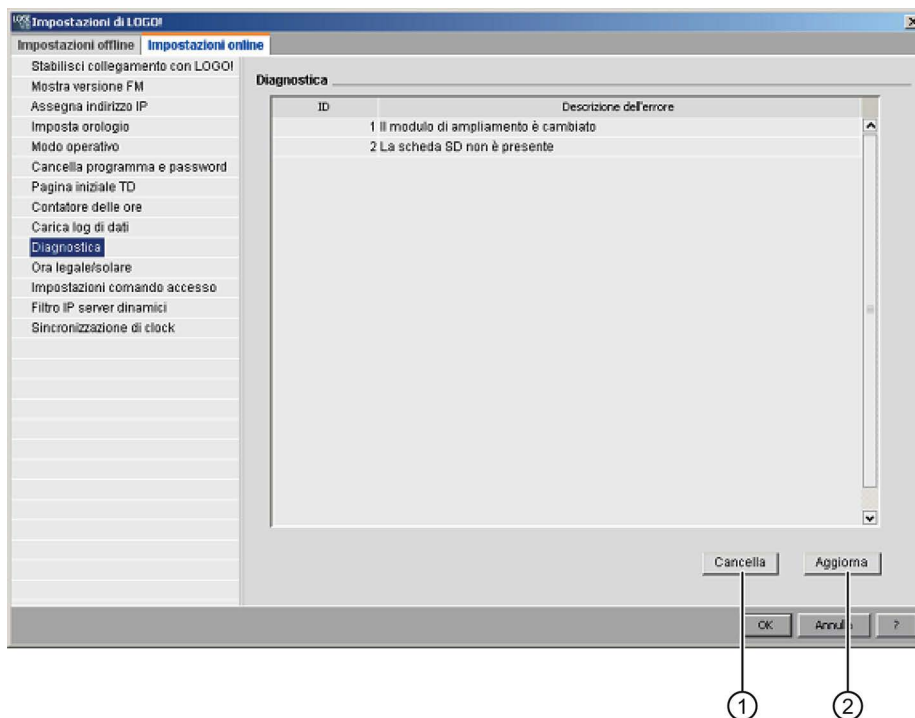 Impostazioni di LOGO!
Impostazioni offline
Impostazioni online
Stabilisci collegamento con LOGO!
Mostra versione FM
Assegna indirizzo IP
Imposta orologio
Modo operativo
Cancella programma e password
Pagina iniziale TD
Contatore delle ore
Carica log di dati
Diagnostica
Ora legale/solare
Impostazioni comando accesso
Filtro IP server dinamici
Sincronizzazione di clock
Diagnostica
ID Descrizione dell'errore
1 Il modulo di ampliamento è cambiato
2 La scheda SD non è presente
Cancella
Aggiorna
OK
?
1
2